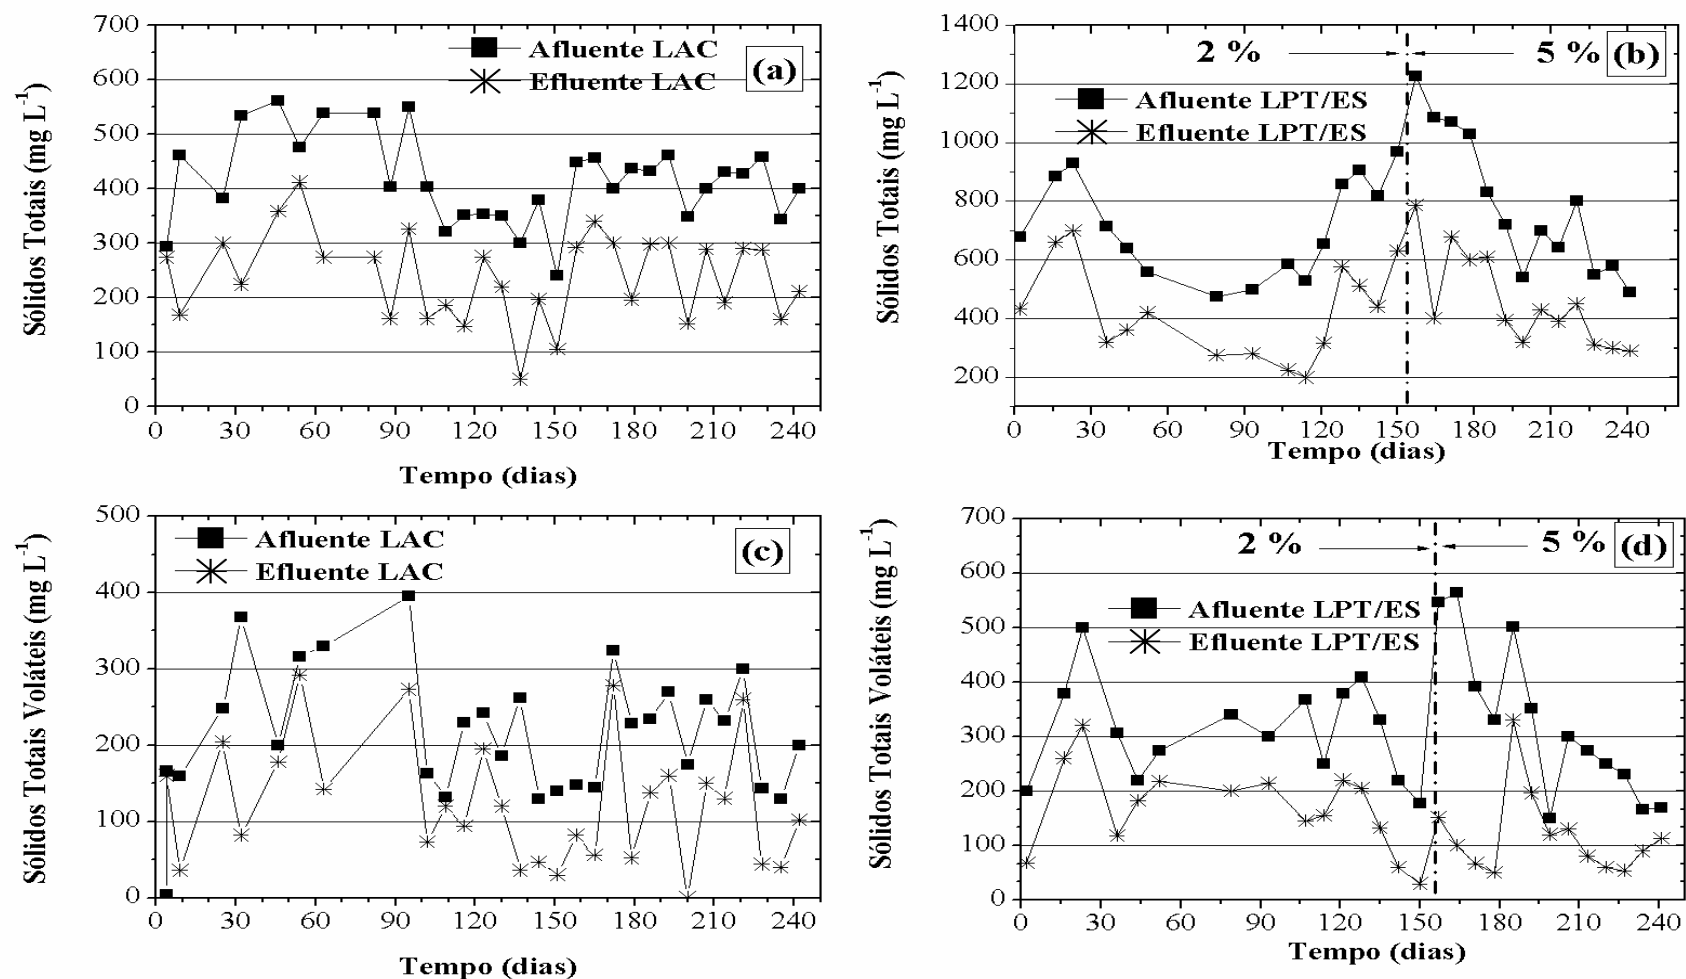 Sólidos Totais (mg L-1)
700
600
500
400
300
200
100
0
Afluente LAC
Efluente LAC
(a)
0 30 60 90 120 150 180 210 240
Tempo (dias)
Sólidos Totais (mg L-1)
1400
1200
1000
800
600
400
200
2 % 5 %
(b)
Afluente LPT/ES
Efluente LPT/ES
0 30 60 90 120 150 180 210 240
Tempo (dias)
Sólidos Totais Voláteis (mg L-1)
500
400
300
200
100
0
Afluente LAC
Efluente LAC
(c)
0 30 60 90 120 150 180 210 240
Tempo (dias)
Sólidos Totais Voláteis (mg L-1)
700
600
500
400
300
200
100
0
2 % 5 %
(d)
Afluente LPT/ES
Efluente LPT/ES
0 30 60 90 120 150 180 210 240
Tempo (dias)